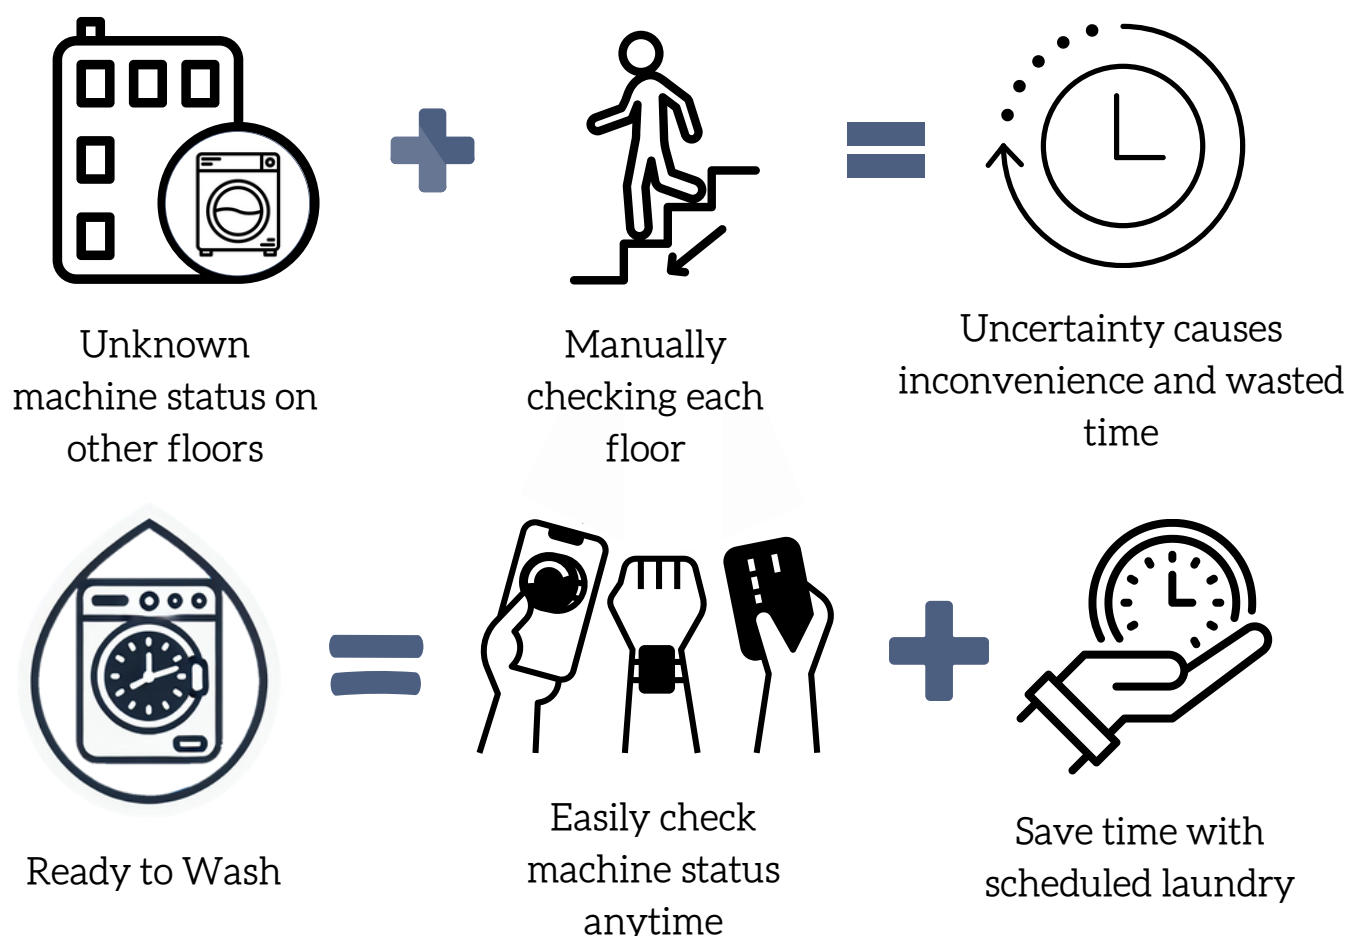 Unknown
machine status on
other floors
Manually
checking each
floor
Uncertainty causes
inconvenience and wasted
time
Ready to Wash
Easily check
machine status
anytime
Save time with
scheduled laundry